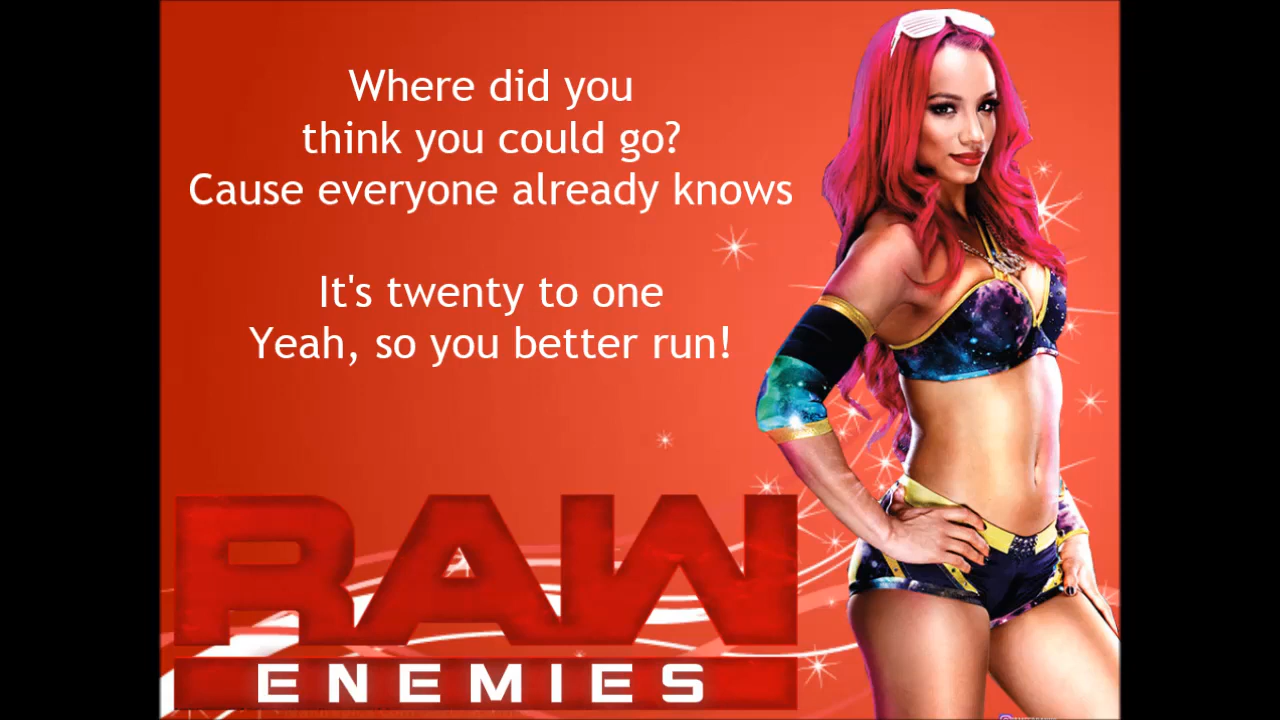 Where did you
think you could go?
Cause everyone already knows
It's twenty to one
Yeah, so you better run!
RAW
ENEMIES